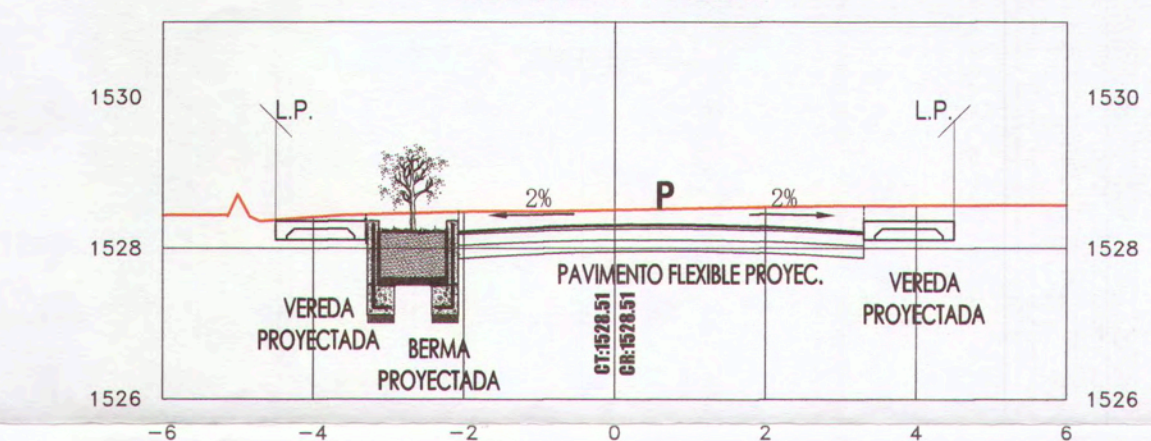 1530
L.P.
L.P.
1530
2%
P
2%
1528
1528
PAVIMENTO FLEXIBLE PROYEC.
VEREDA
PROYECTADA
BERMA
PROYECTADA
CT:1528.51
CR:1528.51
VEREDA
PROYECTADA
1526
1526
-6
-4
-2
0
2
4
6